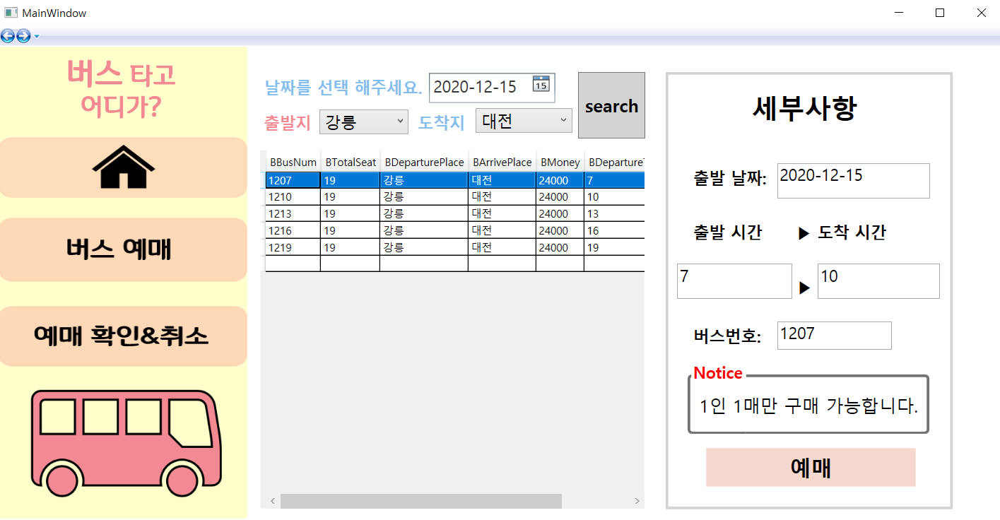 MainWindow
버스 타고
어디가?
버스 예매
예매 확인&취소
날짜를 선택 해주세요. 2020-12-15 15
출발지 강릉 도착지 대전
search
BBusNum BTotalSeat BDeparturePlace BArrivePlace BMoney BDepartureT
1207 19 강릉 대전 24000 7
1210 19 강릉 대전 24000 10
1213 19 강릉 대전 24000 13
1216 19 강릉 대전 24000 16
1219 19 강릉 대전 24000 19
세부사항
출발 날짜: 2020-12-15
출발 시간 ▶ 도착 시간
7 ▶ 10
버스번호: 1207
Notice
1인 1매만 구매 가능합니다.
예매